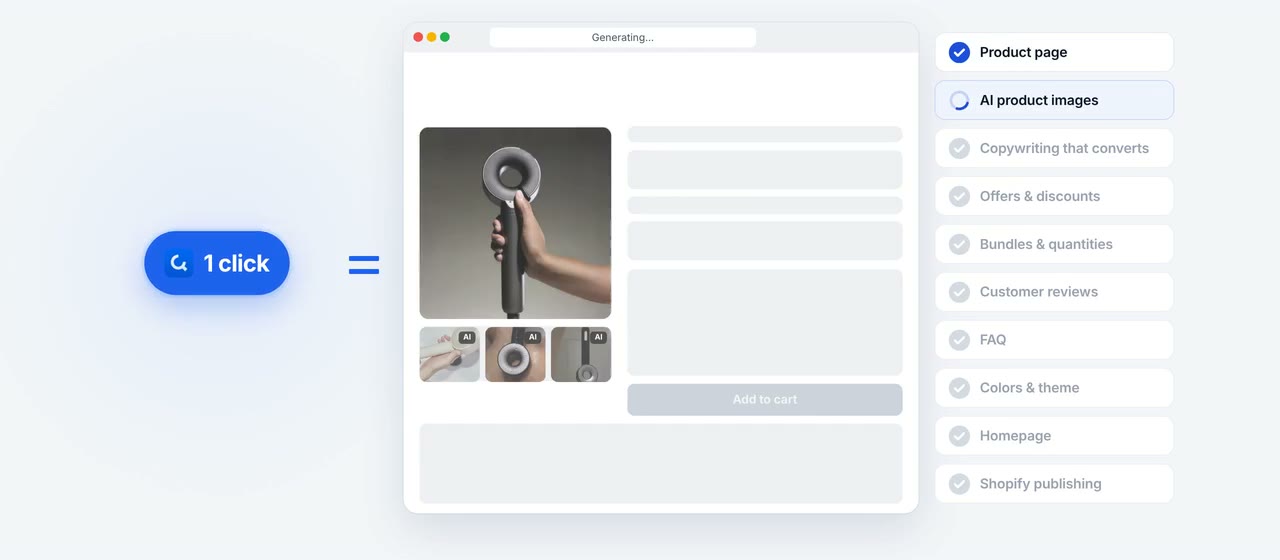 1 click
Generating...
AI
AI
AI
Add to cart
Product page
AI product images
Copywriting that converts
Offers & discounts
Bundles & quantities
Customer reviews
FAQ
Colors & theme
Homepage
Shopify publishing